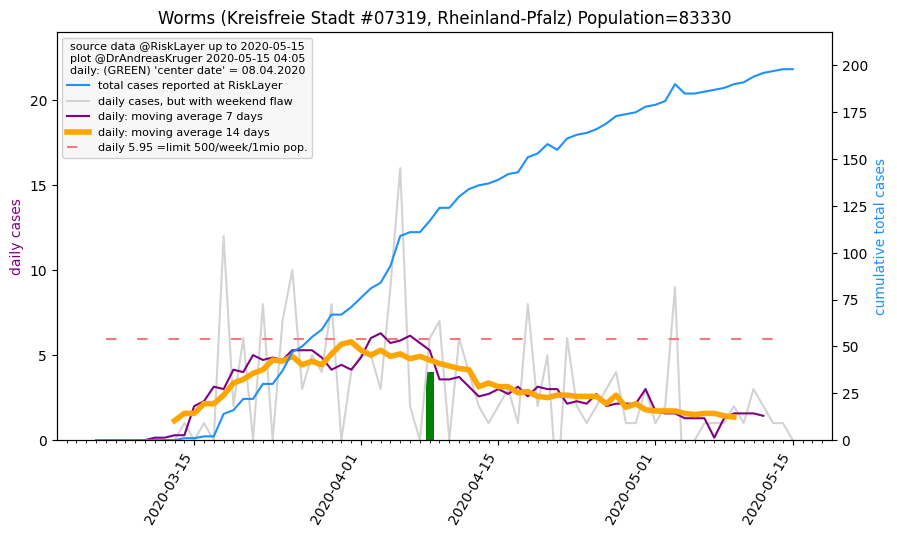 Worms (Kreisfreie Stadt #07319, Rheinland-Pfalz) Population=83330
source data @RiskLayer up to 2020-05-15
plot @DrAndreasKruger 2020-05-15 04:05
daily: (GREEN) 'center date' = 08.04.2020
total cases reported at RiskLayer
daily cases, but with weekend flaw
daily: moving average 7 days
daily: moving average 14 days
daily 5.95 =limit 500/week/1mio pop.
daily cases
20
15
10
5
0
cumulative total cases
200
175
150
125
100
75
50
25
0
2020-03-15
2020-04-01
2020-04-15
2020-05-01
2020-05-15